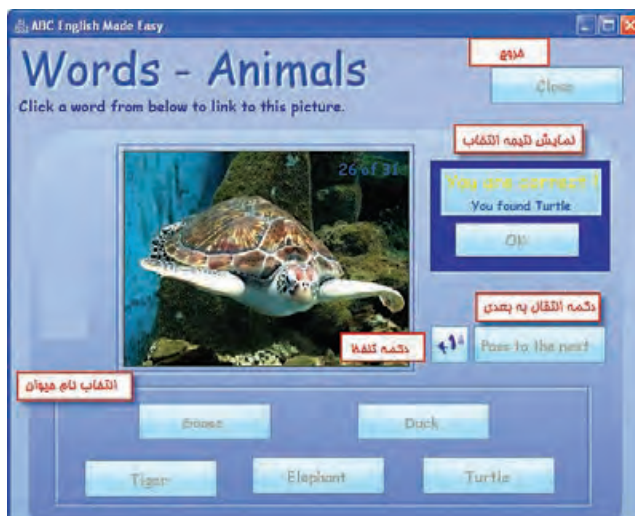 ABC English Made Easy
Words - Animals
خروج
Close
Click a word from below to link to this picture.
نمایش نتیجه انتخاب
26 of 31
You are correct !
You found Turtle
OK
دکمه انتقال به بعدی
دکمه تلفظ
Pass to the next
انتخاب نام حیوان
Goose
Duck
Tiger
Elephant
Turtle